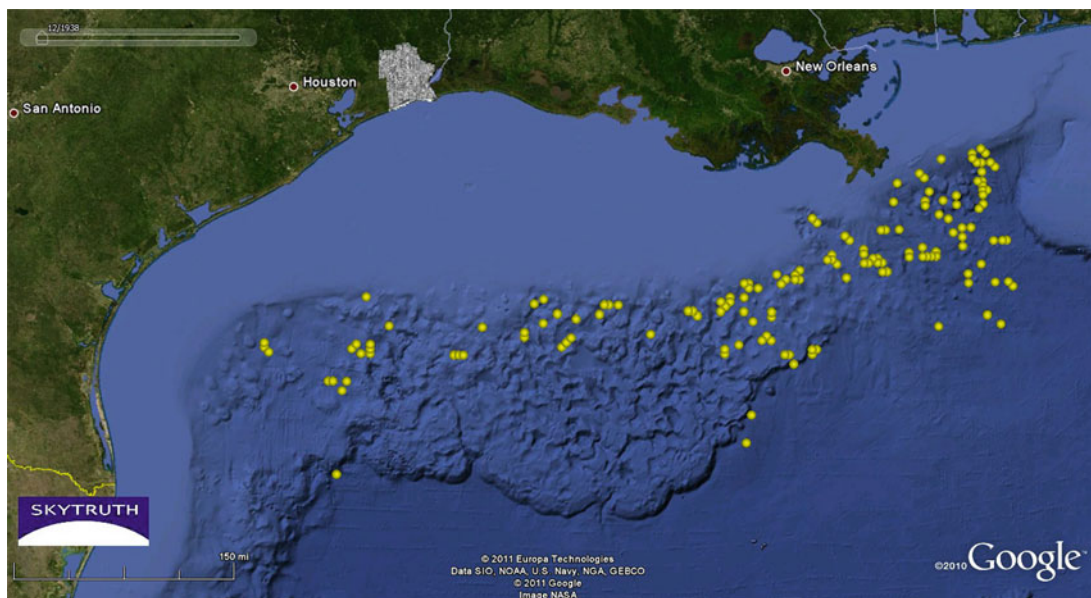 12/1938
New Orleans
Houston
San Antonio
SKYTRUTH
150 mi
© 2011 Europa Technologies
Data SIO, NOAA, U.S. Navy, NGA, GEBCO
© 2011 Google
Image NASA
©2010 Google